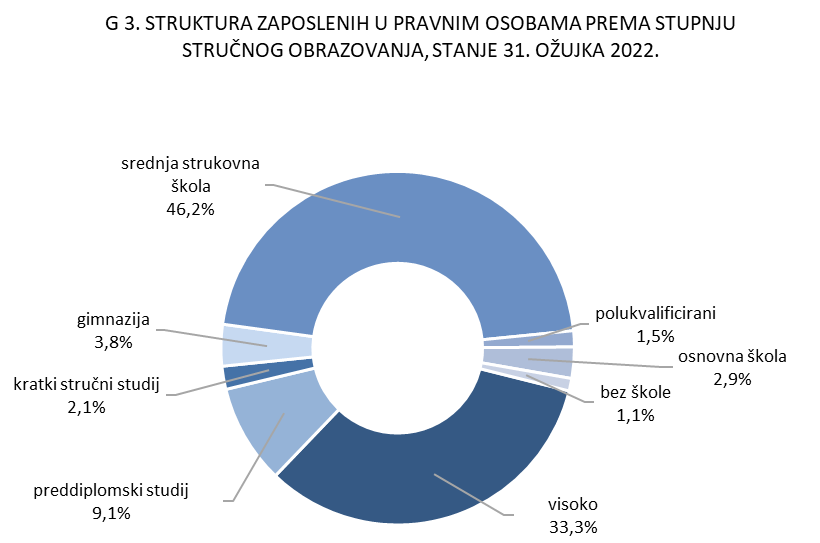 G 3. STRUKTURA ZAPOSLENIH U PRAVNIM OSOBAMA PREMA STUPNJU
STRUČNOG OBRAZOVANJA, STANJE 31. OŽUJKA 2022.
srednja strukovna
škola
46,2%
gimnazija
3,8%
kratki stručni studij
2,1%
preddiplomski studij
9,1%
polukvalificirani
1,5%
osnovna škola
2,9%
bez škole
1,1%
visoko
33,3%